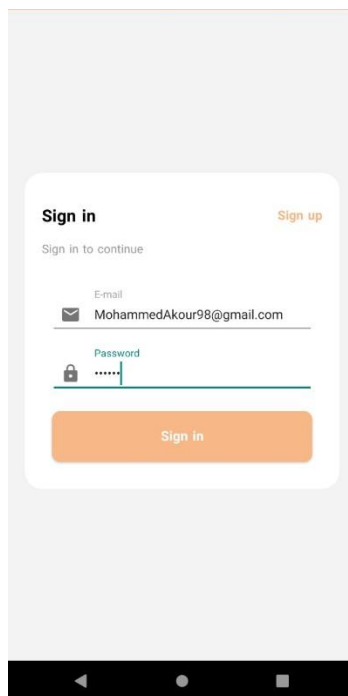 Sign in
Sign up
Sign in to continue
E-mail
MohammedAkour98@gmail.com
Password
••••••
Sign in